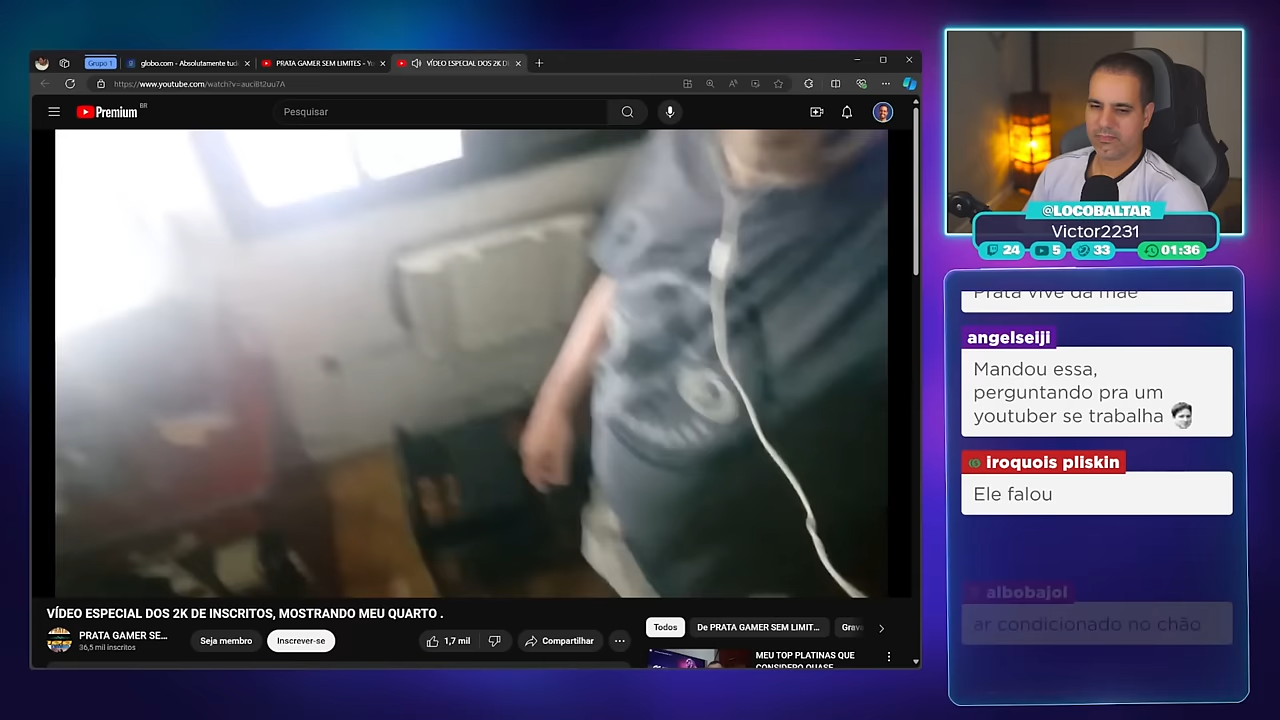 Grupo 1
globo.com - Absolutamente tud
PRATA GAMER SEM LIMITES - Yo
VÍDEO ESPECIAL DOS 2K DI
https://www.youtube.com/watch?v=auci8t2uu7A
Premium BR
Pesquisar
VÍDEO ESPECIAL DOS 2K DE INSCRITOS, MOSTRANDO MEU QUARTO .
PRATA GAMER SE...
36,5 mil inscritos
Seja membro
Inscrever-se
1,7 mil
Compartilhar
Todos
De PRATA GAMER SEM LIMIT...
Grava
MEU TOP PLATINAS QUE
CONSIDERO QUASE
@LOCOBALTAR
Victor2231
24
5
33
01:36
Prata vive da mãe
angelseiji
Mandou essa,
perguntando pra um
youtuber se trabalha
iroquois pliskin
Ele falou
albobajol
ar condicionado no chão